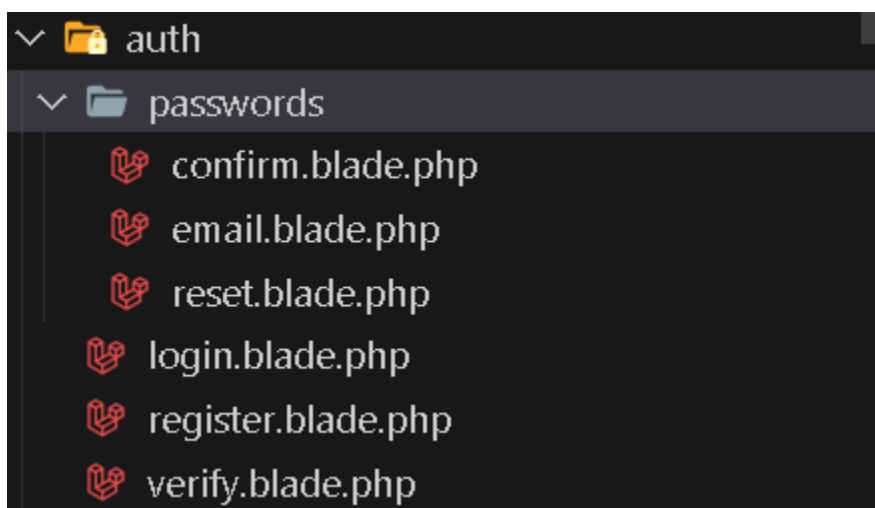 auth
passwords
confirm.blade.php
email.blade.php
reset.blade.php
login.blade.php
register.blade.php
verify.blade.php